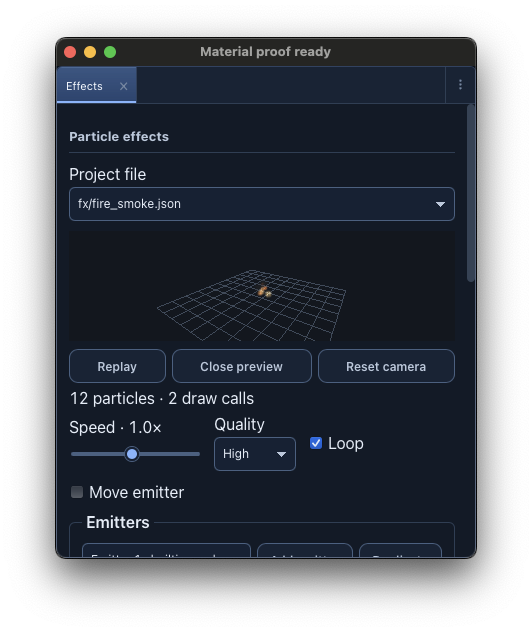 Material proof ready
Effects
Particle effects
Project file
fx/fire_smoke.json
Replay Close preview Reset camera
12 particles · 2 draw calls
Speed · 1.0×
Quality
High
Loop
Move emitter
Emitters